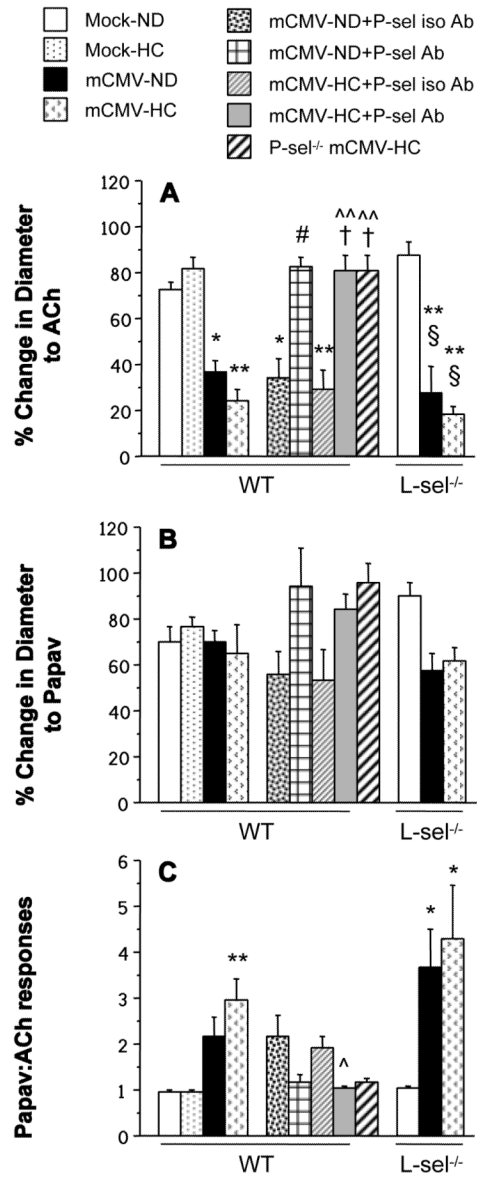 Mock-ND
Mock-HC
mCMV-ND
mCMV-HC
mCMV-ND+P-sel iso Ab
mCMV-ND+P-sel Ab
mCMV-HC+P-sel iso Ab
mCMV-HC+P-sel Ab
P-sel-/- mCMV-HC
A
% Change in Diameter
to ACh
120
100
80
60
40
20
0
*
**
*
#
**
^^
†
^^
†
**
§
**
§
WT
L-sel-/-
B
% Change in Diameter
to Papav
120
100
80
60
40
20
0
WT
L-sel-/-
C
Papav:ACh responses
6
5
4
3
2
1
0
**
^
*
*
WT
L-sel-/-